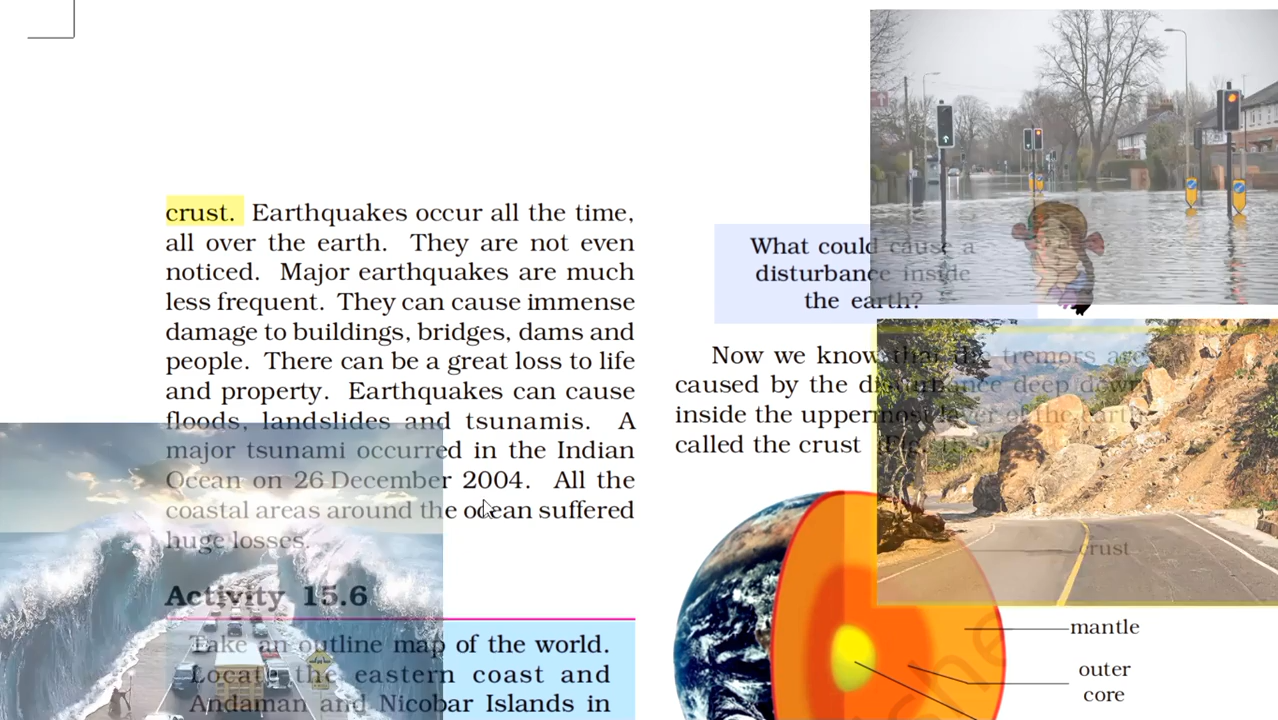 crust. Earthquakes occur all the time,
all over the earth. They are not even
noticed. Major earthquakes are much
less frequent. They can cause immense
damage to buildings, bridges, dams and
people. There can be a great loss to life
and property. Earthquakes can cause
floods, landslides and tsunamis. A
major tsunami occurred in the Indian
Ocean on 26 December 2004. All the
coastal areas around the ocean suffered
huge losses.
Activity 15.6
Take an outline map of the world.
Locate the eastern coast and
Andaman and Nicobar Islands in
What could cause a
disturbance inside
the earth?
Now we know that the tremors are
caused by the disturbance deep down
inside the uppermost layer of the earth
called the crust
crust
mantle
outer
core